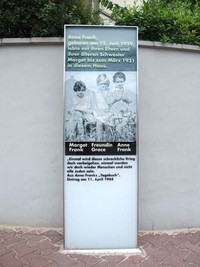 Anne Frank,
geboren am 12. Juni 1929,
lebte mit ihren Eltern und
ihrer älteren Schwester
Margot bis zum März 1931
in diesem Haus.
Margot Freundin Anne
Frank Grace Frank
„Einmal wird dieser schreckliche Krieg
doch vorbeigehen, einmal werden
wir doch wieder Menschen und nicht
alle Juden sein.
Aus Anne Franks „Tagebuch",
Eintrag am 11. April 1944